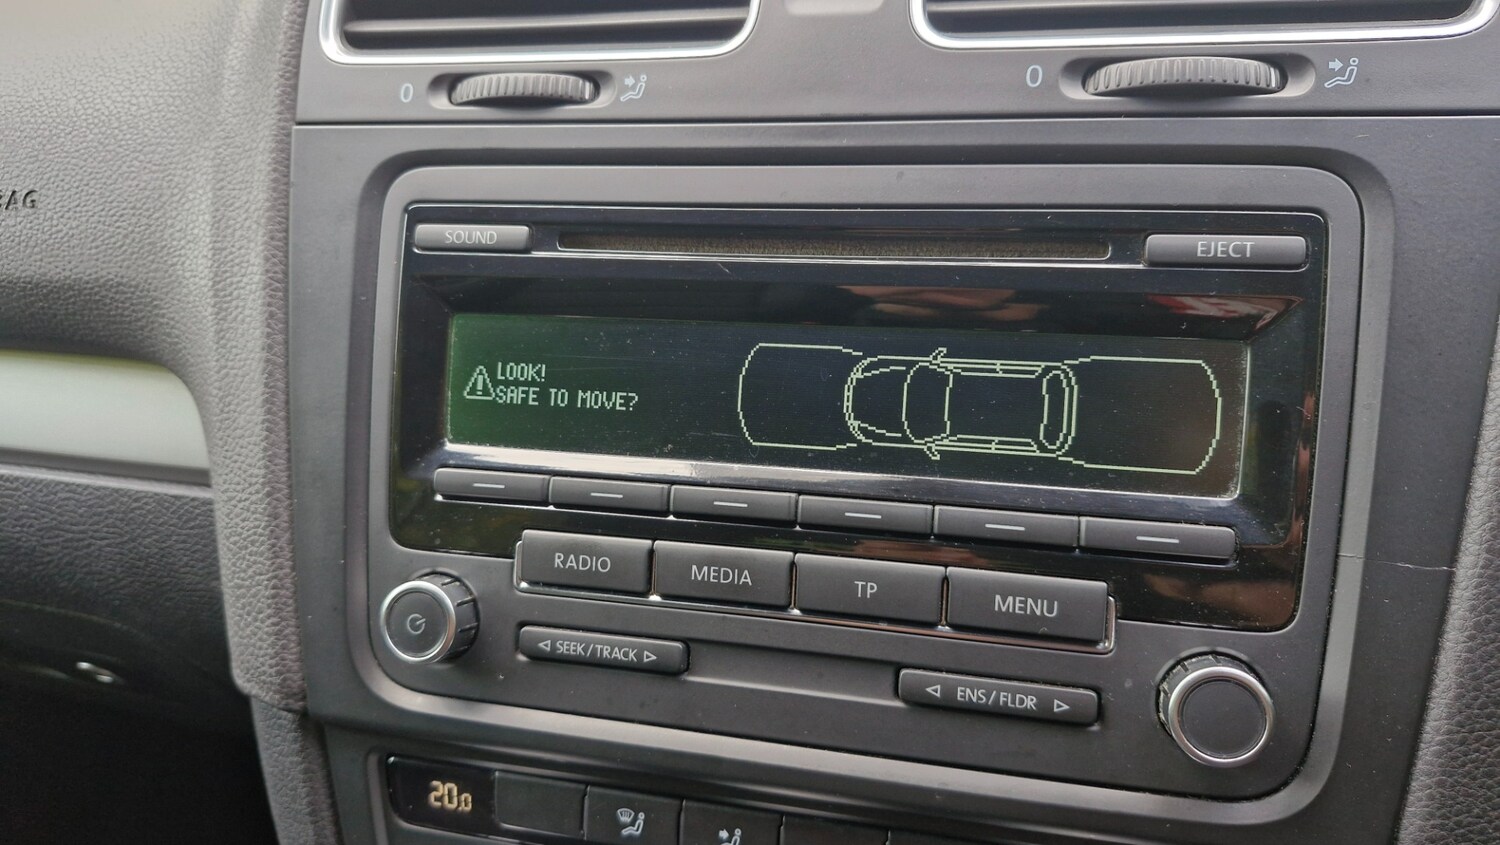 0
0
AG
SOUND
EJECT
LOOK!
SAFE TO MOVE?
RADIO
MEDIA
TP
MENU
SEEK/TRACK
ENS/FLDR
20.0